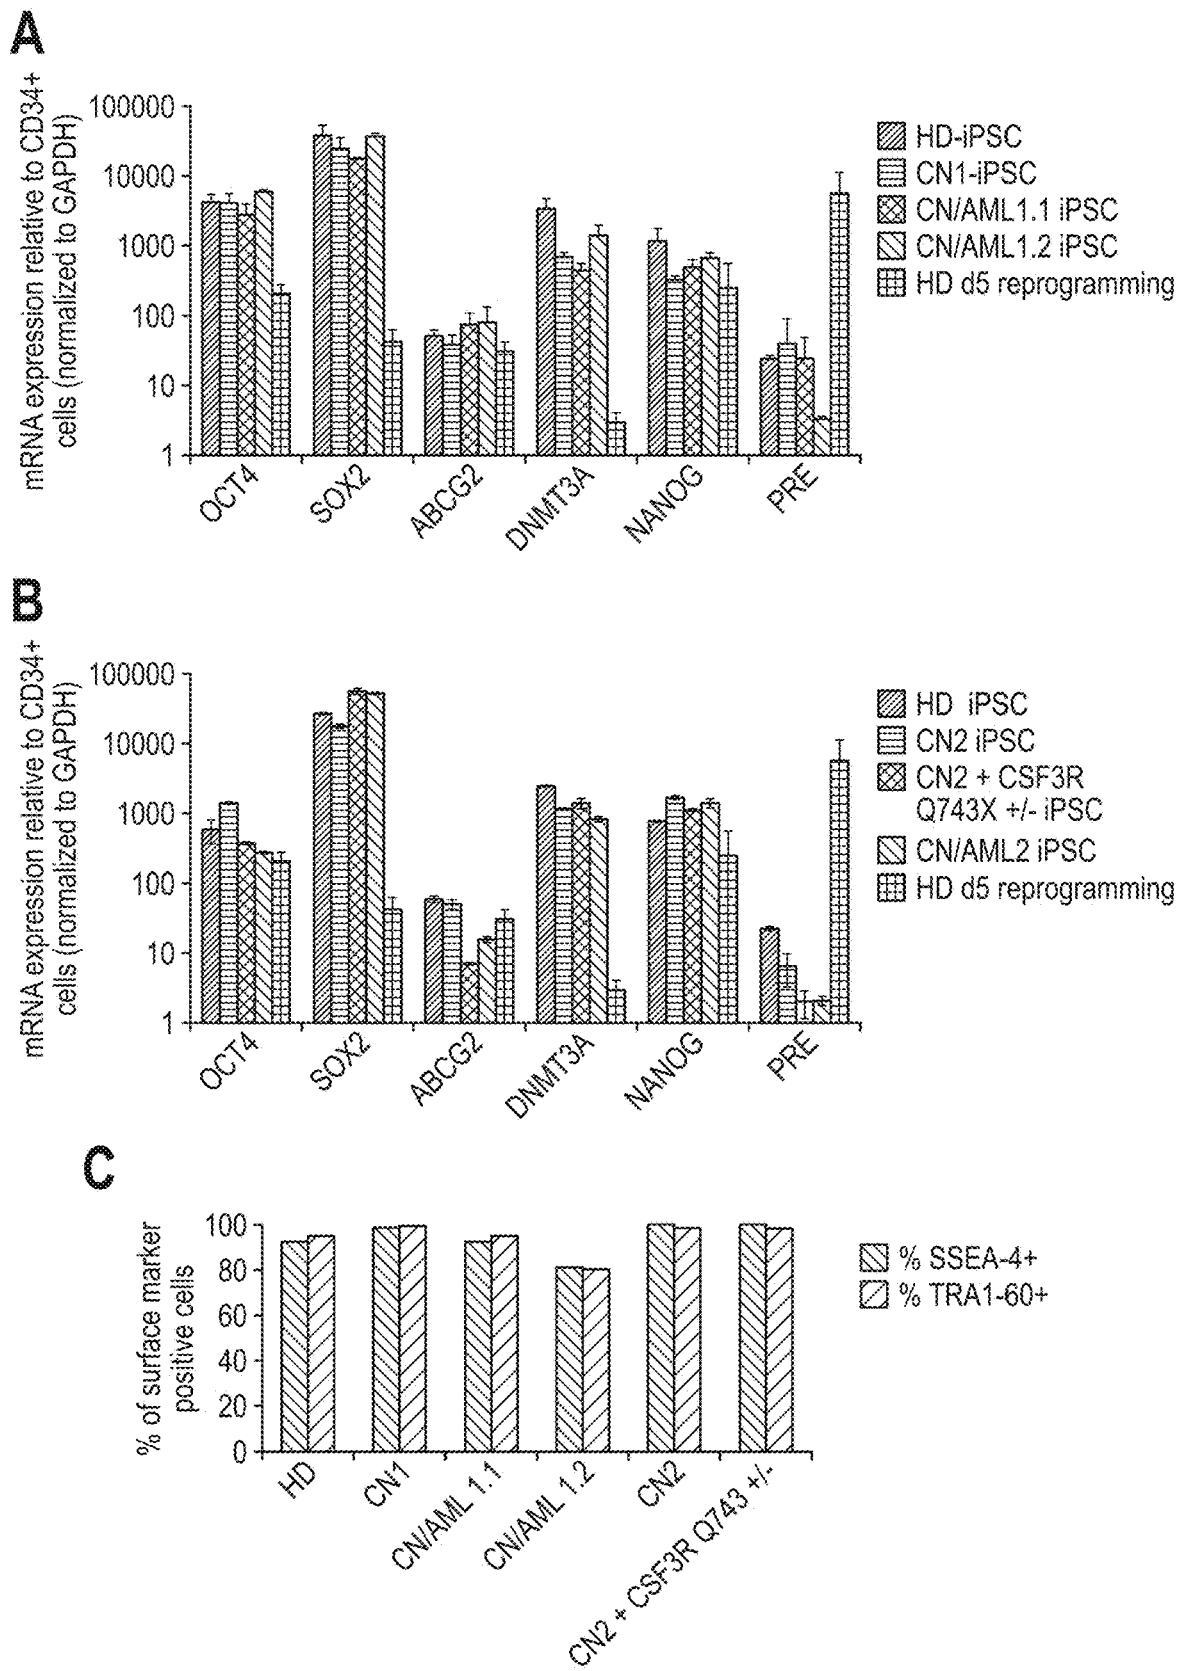 A
mRNA expression relative to CD34+
cells (normalized to GAPDH)
100000
10000
1000
100
10
1
OCT4
SOX2
ABCG2
DNMT3A
NANOG
PRE
HD-iPSC
CN1-iPSC
CN/AML1.1 iPSC
CN/AML1.2 iPSC
HD d5 reprogramming
B
mRNA expression relative to CD34+
cells (normalized to GAPDH)
100000
10000
1000
100
10
1
OCT4
SOX2
ABCG2
DNMT3A
NANOG
PRE
HD iPSC
CN2 iPSC
CN2 + CSF3R
Q743X +/- iPSC
CN/AML2 iPSC
HD d5 reprogramming
C
% of surface marker
positive cells
100
80
60
40
20
0
HD
CN1
CN/AML 1.1
CN/AML 1.2
CN2
CN2 + CSF3R Q743 +/-
% SSEA-4+
% TRA1-60+